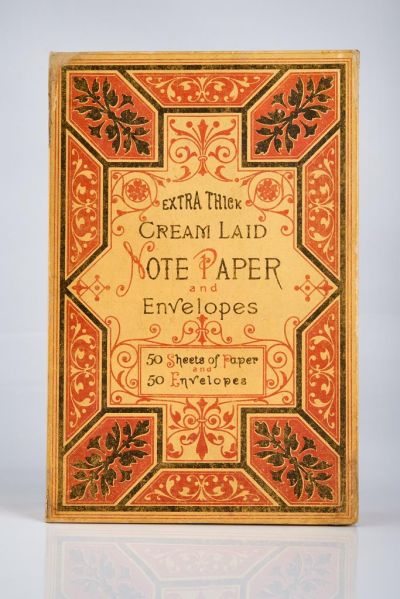 EXTRA THICK
CREAM LAID
NOTE PAPER
and
Envelopes
50 Sheets of Paper
and
50 Envelopes